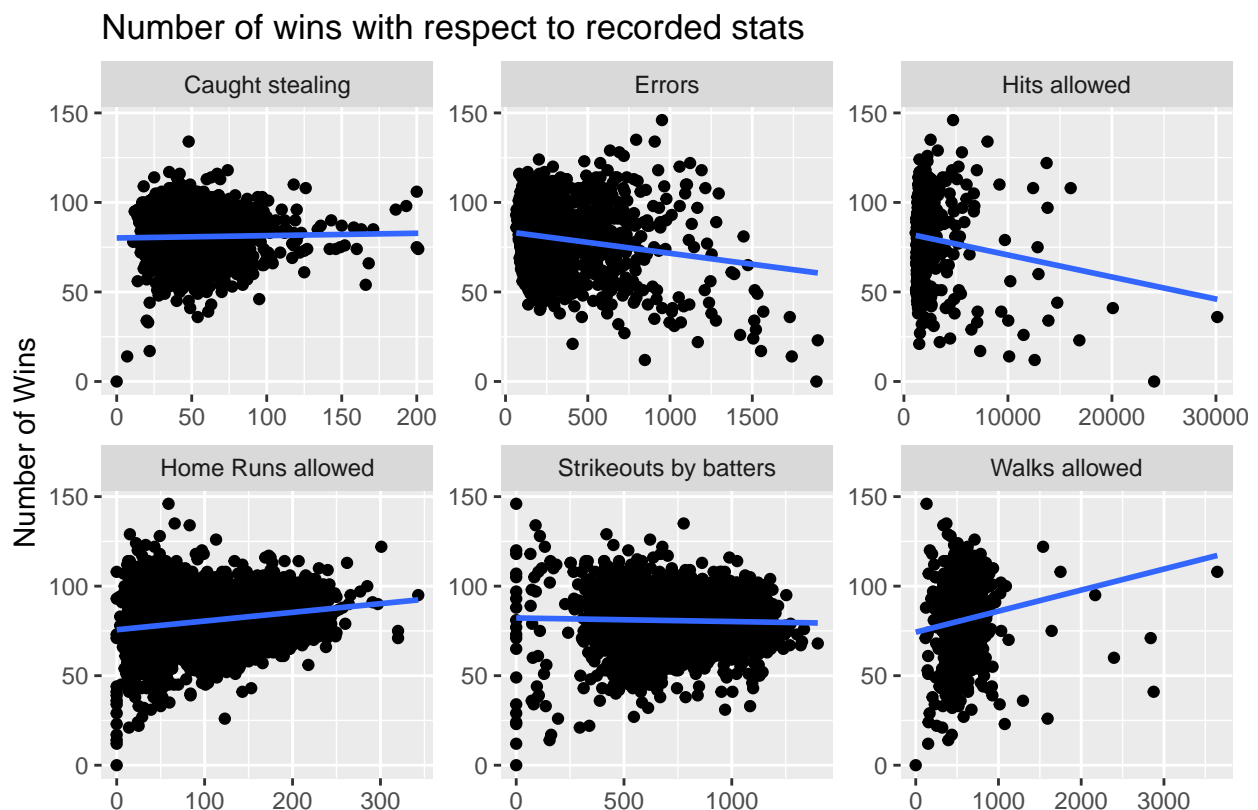 Number of wins with respect to recorded stats
Caught stealing
Errors
Hits allowed
150
100
50
0
0 50 100 150 200
150
100
50
0
0 500 1000 1500
150
100
50
0
0 10000 20000 30000
Number of Wins
Home Runs allowed
Strikeouts by batters
Walks allowed
150
100
50
0
0 100 200 300
150
100
50
0
0 500 1000
150
100
50
0
0 1000 2000 3000